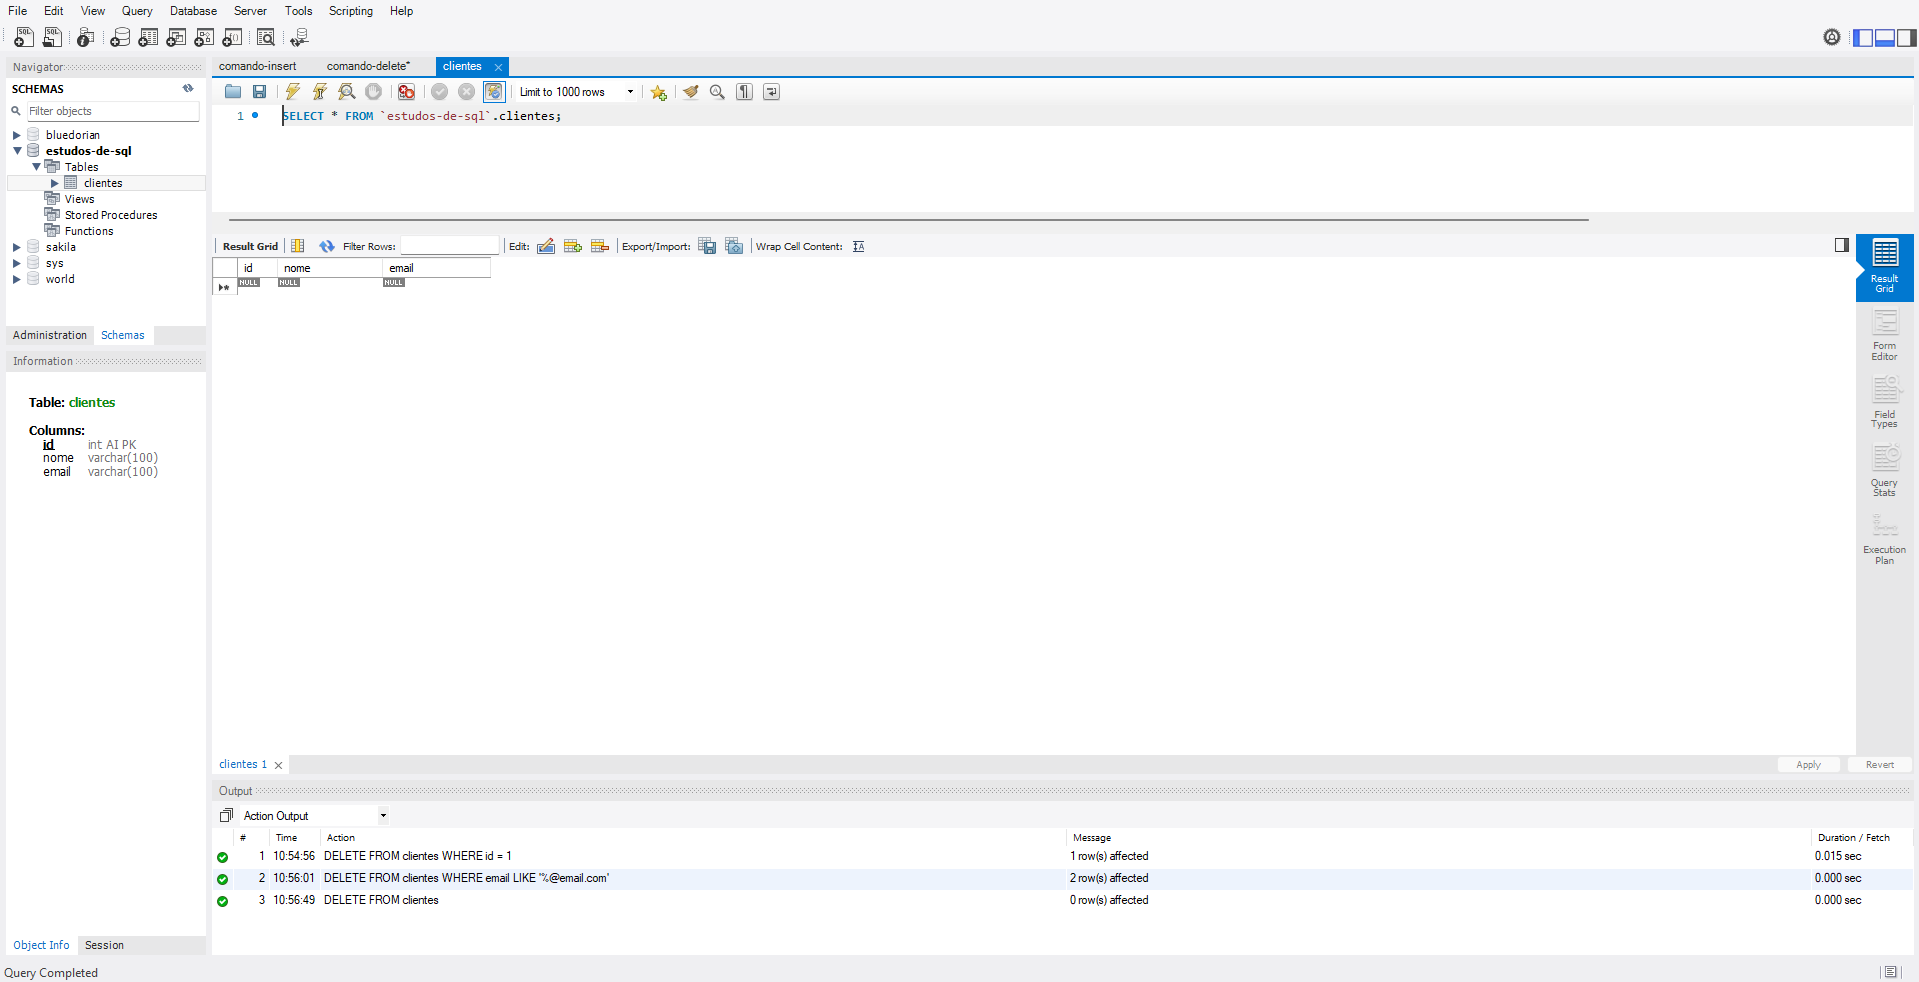 File Edit View Query Database Server Tools Scripting Help
Navigator
SCHEMAS
Filter objects
bluedorian
estudos-de-sql
Tables
clientes
Views
Stored Procedures
Functions
sakila
sys
world
Administration Schemas
Information
Table: clientes
Columns:
id int AI PK
nome varchar(100)
email varchar(100)
Object Info Session
comando-insert comando-delete* clientes
Limit to 1000 rows
1 SELECT * FROM `estudos-de-sql`.clientes;
Result Grid Filter Rows: Edit: Export/Import: Wrap Cell Content:
id nome email
NULL NULL NULL
Result Grid
Form Editor
Field Types
Query Stats
Execution Plan
clientes 1 Apply Revert
Output
Action Output
# Time Action Message Duration / Fetch
1 10:54:56 DELETE FROM clientes WHERE id = 1 1 row(s) affected 0.015 sec
2 10:56:01 DELETE FROM clientes WHERE email LIKE '%@email.com' 2 row(s) affected 0.000 sec
3 10:56:49 DELETE FROM clientes 0 row(s) affected 0.000 sec
Query Completed